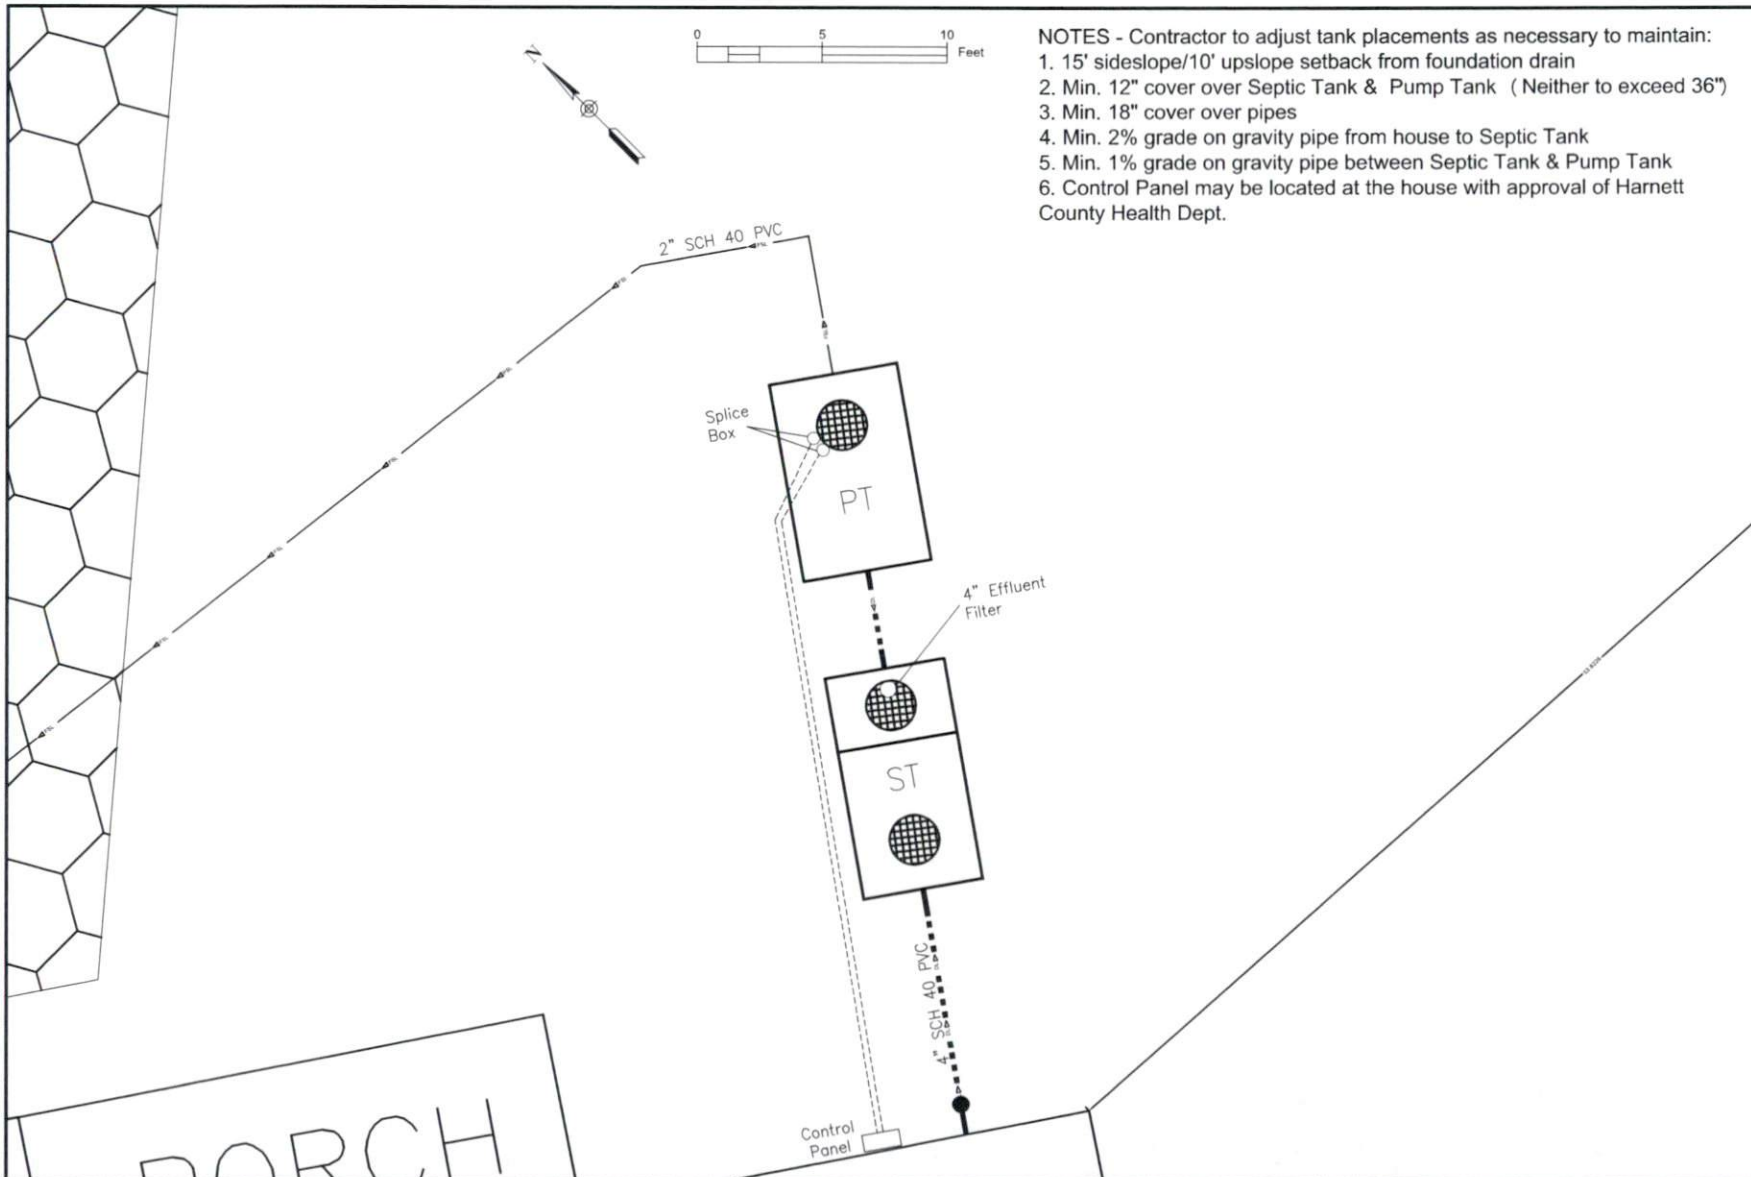 N
0 5 10
Feet
NOTES - Contractor to adjust tank placements as necessary to maintain:
1. 15' sideslope/10' upslope setback from foundation drain
2. Min. 12" cover over Septic Tank & Pump Tank ( Neither to exceed 36")
3. Min. 18" cover over pipes
4. Min. 2% grade on gravity pipe from house to Septic Tank
5. Min. 1% grade on gravity pipe between Septic Tank & Pump Tank
6. Control Panel may be located at the house with approval of Harnett
County Health Dept.
2" SCH 40 PVC
Splice
Box
PT
4" Effluent
Filter
ST
4" SCH 40 PVC
Control
Panel
PORCH